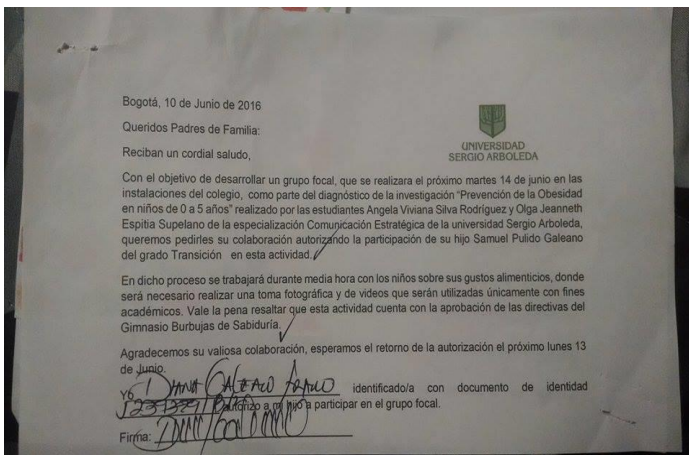 Bogotá, 10 de Junio de 2016
UNIVERSIDAD
SERGIO ARBOLEDA
Queridos Padres de Familia:
Reciban un cordial saludo,
Con el objetivo de desarrollar un grupo focal, que se realizara el próximo martes 14 de junio en las
instalaciones del colegio, como parte del diagnóstico de la investigación “Prevención de la Obesidad
en niños de 0 a 5 años” realizado por las estudiantes Angela Viviana Silva Rodríguez y Olga Jeanneth
Espitia Supelano de la especialización Comunicación Estratégica de la universidad Sergio Arboleda,
queremos pedirles su colaboración autorizando la participación de su hijo Samuel Pulido Galeano
del grado Transición en esta actividad.
En dicho proceso se trabajará durante media hora con los niños sobre sus gustos alimenticios, donde
será necesario realizar una toma fotográfica y de videos que serán utilizadas únicamente con fines
académicos. Vale la pena resaltar que esta actividad cuenta con la aprobación de las directivas del
Gimnasio Burbujas de Sabiduría.
Agradecemos su valiosa colaboración, esperamos el retorno de la autorización el próximo lunes 13
de Junio.
Yo Diana Galeano identificado/a con documento de identidad
autorizo a mi hijo a participar en el grupo focal.
Firma: